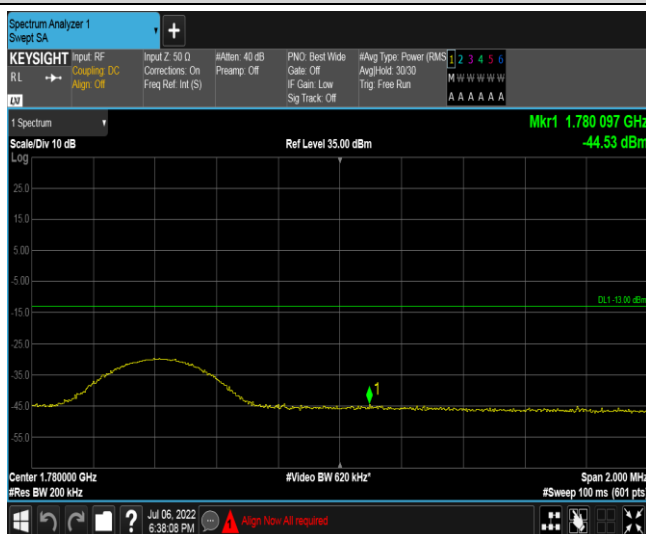 Spectrum Analyzer 1
Swept SA
+
KEYSIGHT
R L
Input: RF
Coupling: DC
Align: Off
Input Z: 50 Ω
Corrections: On
Freq Ref: Int (S)
#Atten: 40 dB
Preamp: Off
PNO: Best Wide
Gate: Off
IF Gain: Low
Sig Track: Off
#Avg Type: Power (RMS
Avg|Hold: 30/30
Trig: Free Run
1 2 3 4 5 6
M W W W W W
A A A A A A
LXI
1 Spectrum
Mkr1 1.780 097 GHz
Scale/Div 10 dB
Ref Level 35.00 dBm
-44.53 dBm
Log
25.0
15.0
5.00
-5.00
DL1 -13.00 dBm
-15.0
-25.0
-35.0
1
-45.0
-55.0
Center 1.780000 GHz
#Video BW 620 kHz*
Span 2.000 MHz
#Res BW 200 kHz
#Sweep 100 ms (601 pts)
?
Jul 06, 2022
6:38:08 PM
Align Now All required